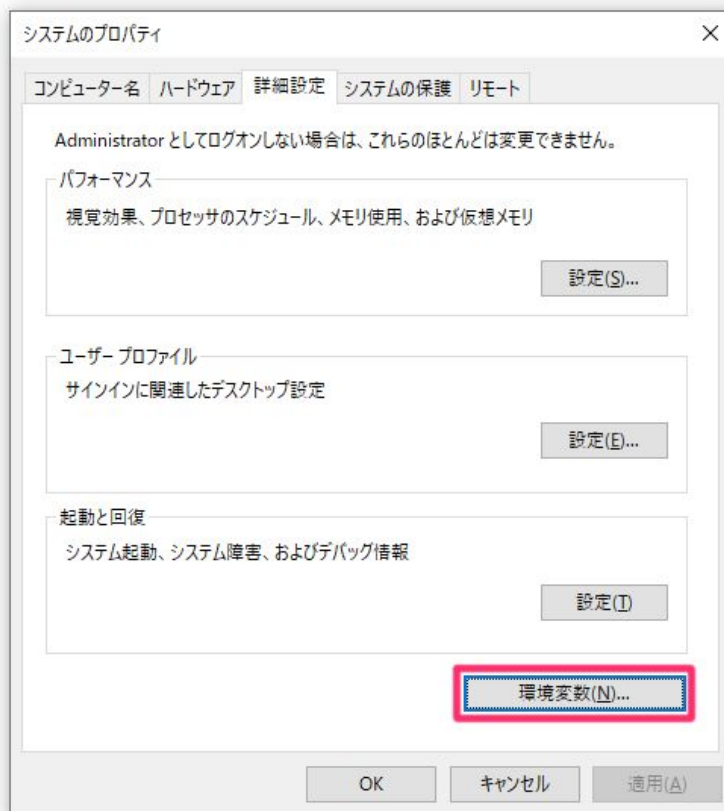 システムのプロパティ
コンピューター名 ハードウェア 詳細設定 システムの保護 リモート
Administrator としてログオンしない場合は、これらのほとんどは変更できません。
パフォーマンス
視覚効果、プロセッサのスケジュール、メモリ使用、および仮想メモリ
設定(S)...
ユーザー プロファイル
サインインに関連したデスクトップ設定
設定(E)...
起動と回復
システム起動、システム障害、およびデバッグ情報
設定(T)
環境変数(N)...
OK キャンセル 適用(A)